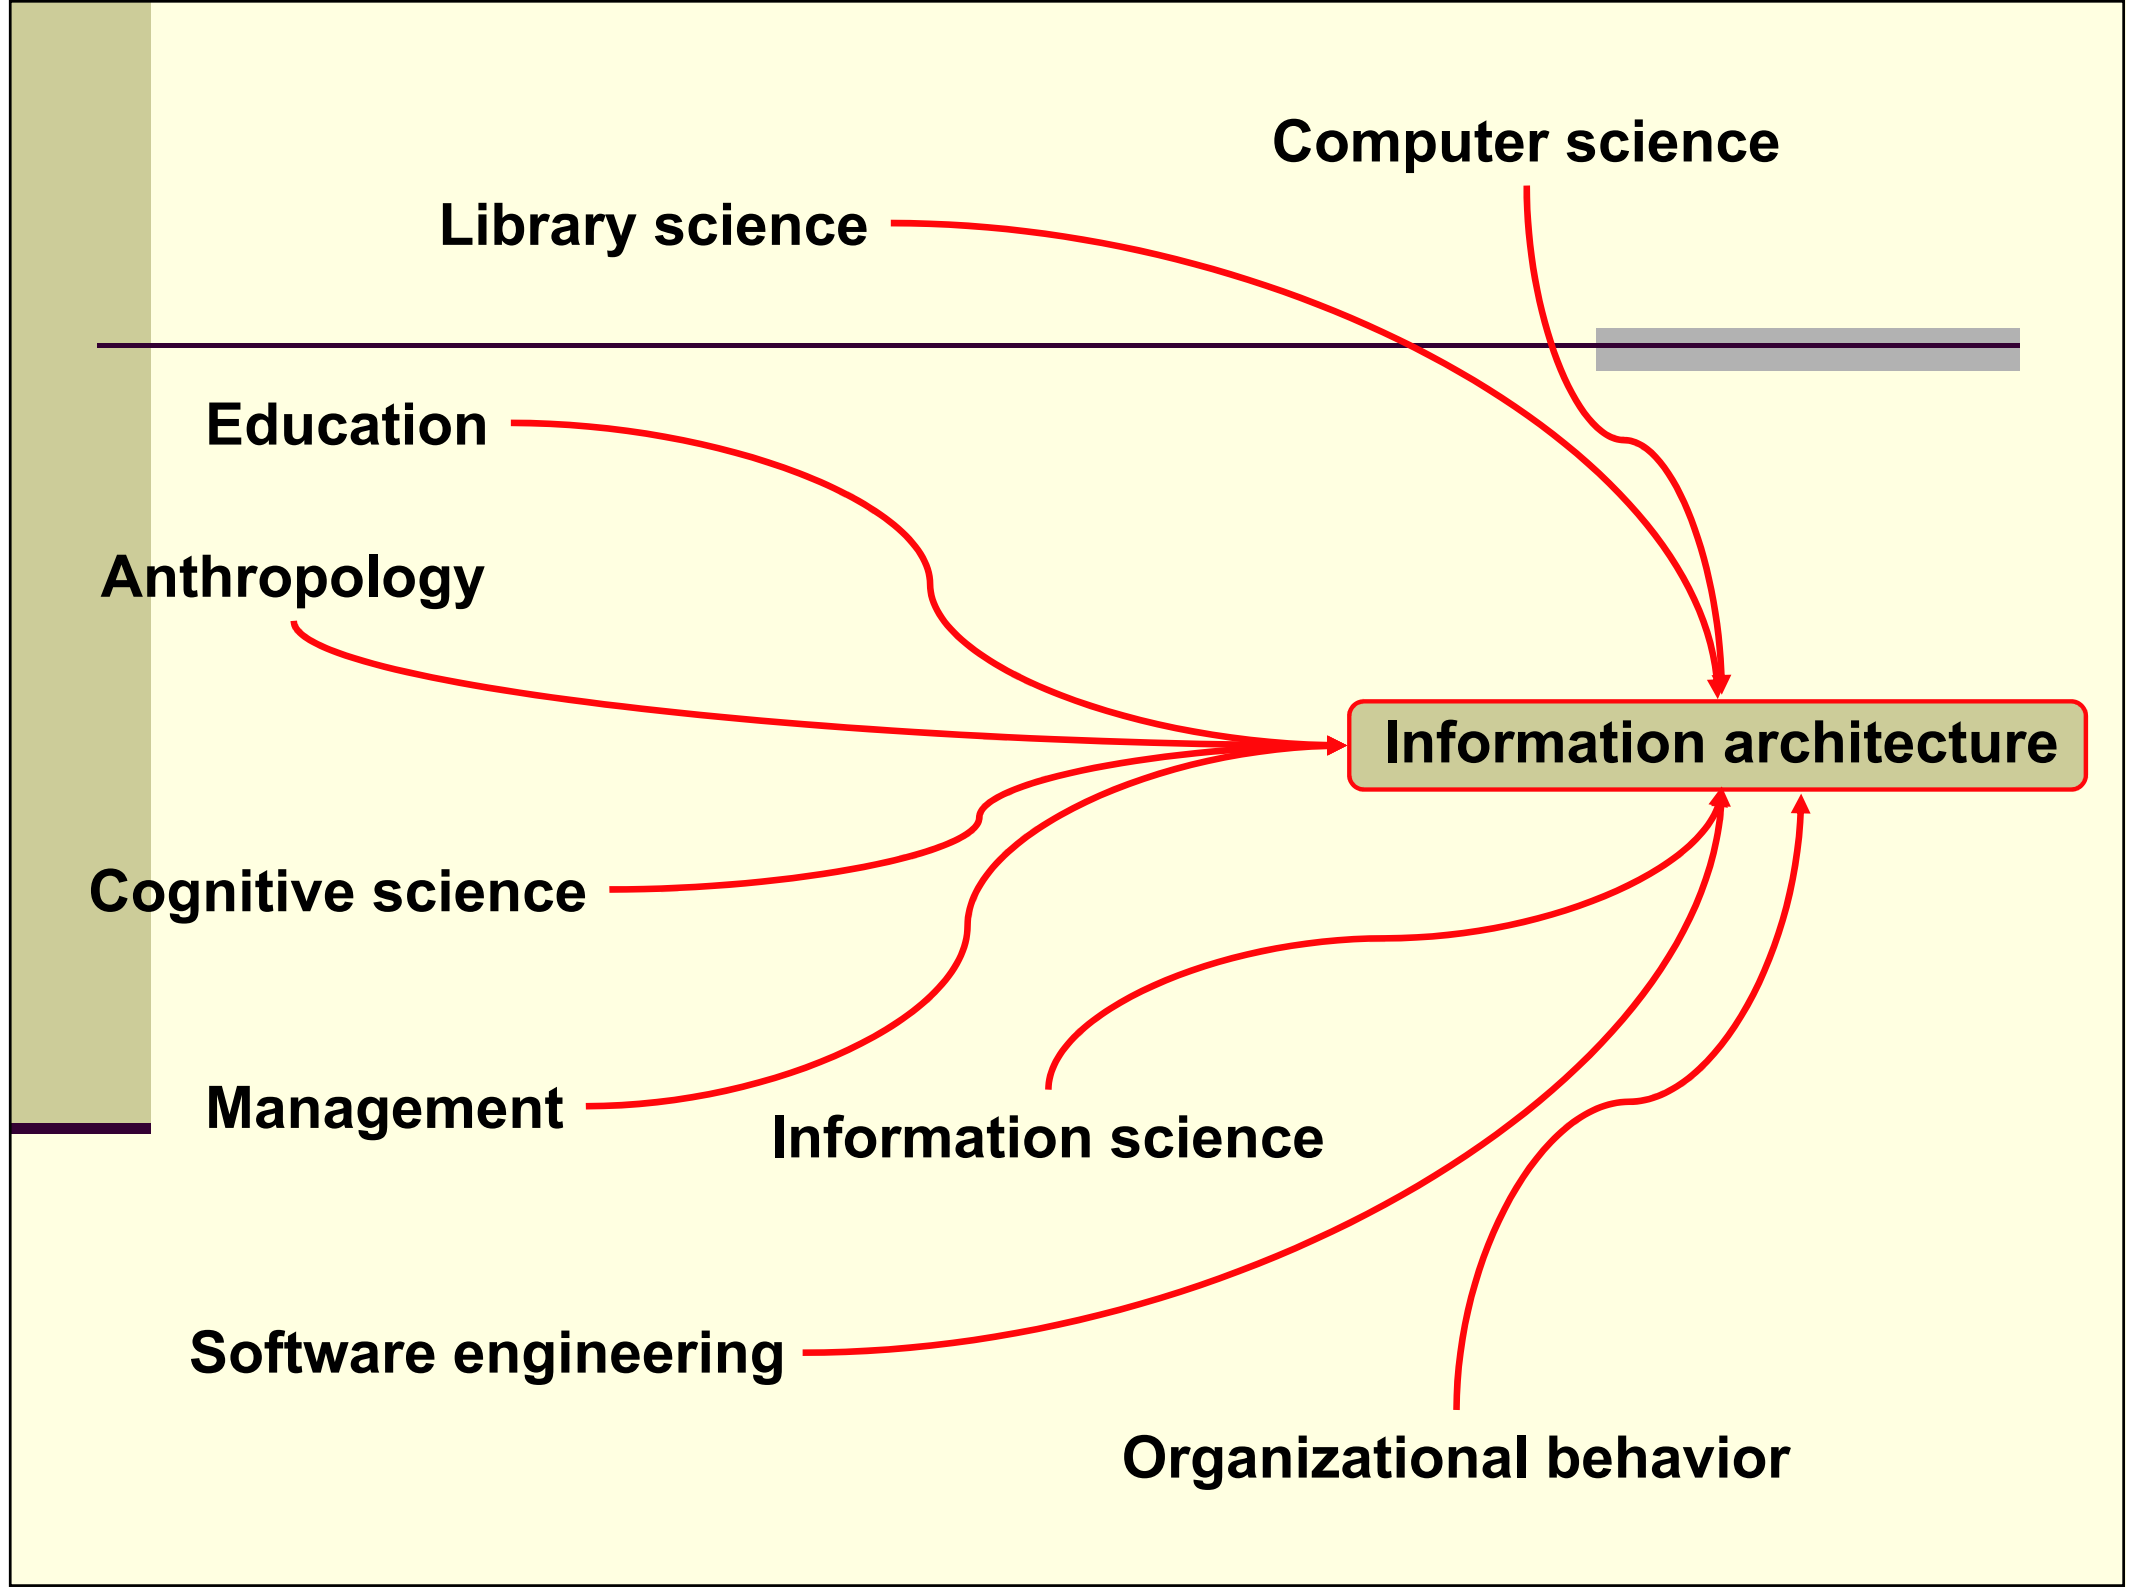 Computer science
Library science
Education
Anthropology
Information architecture
Cognitive science
Management
Information science
Software engineering
Organizational behavior